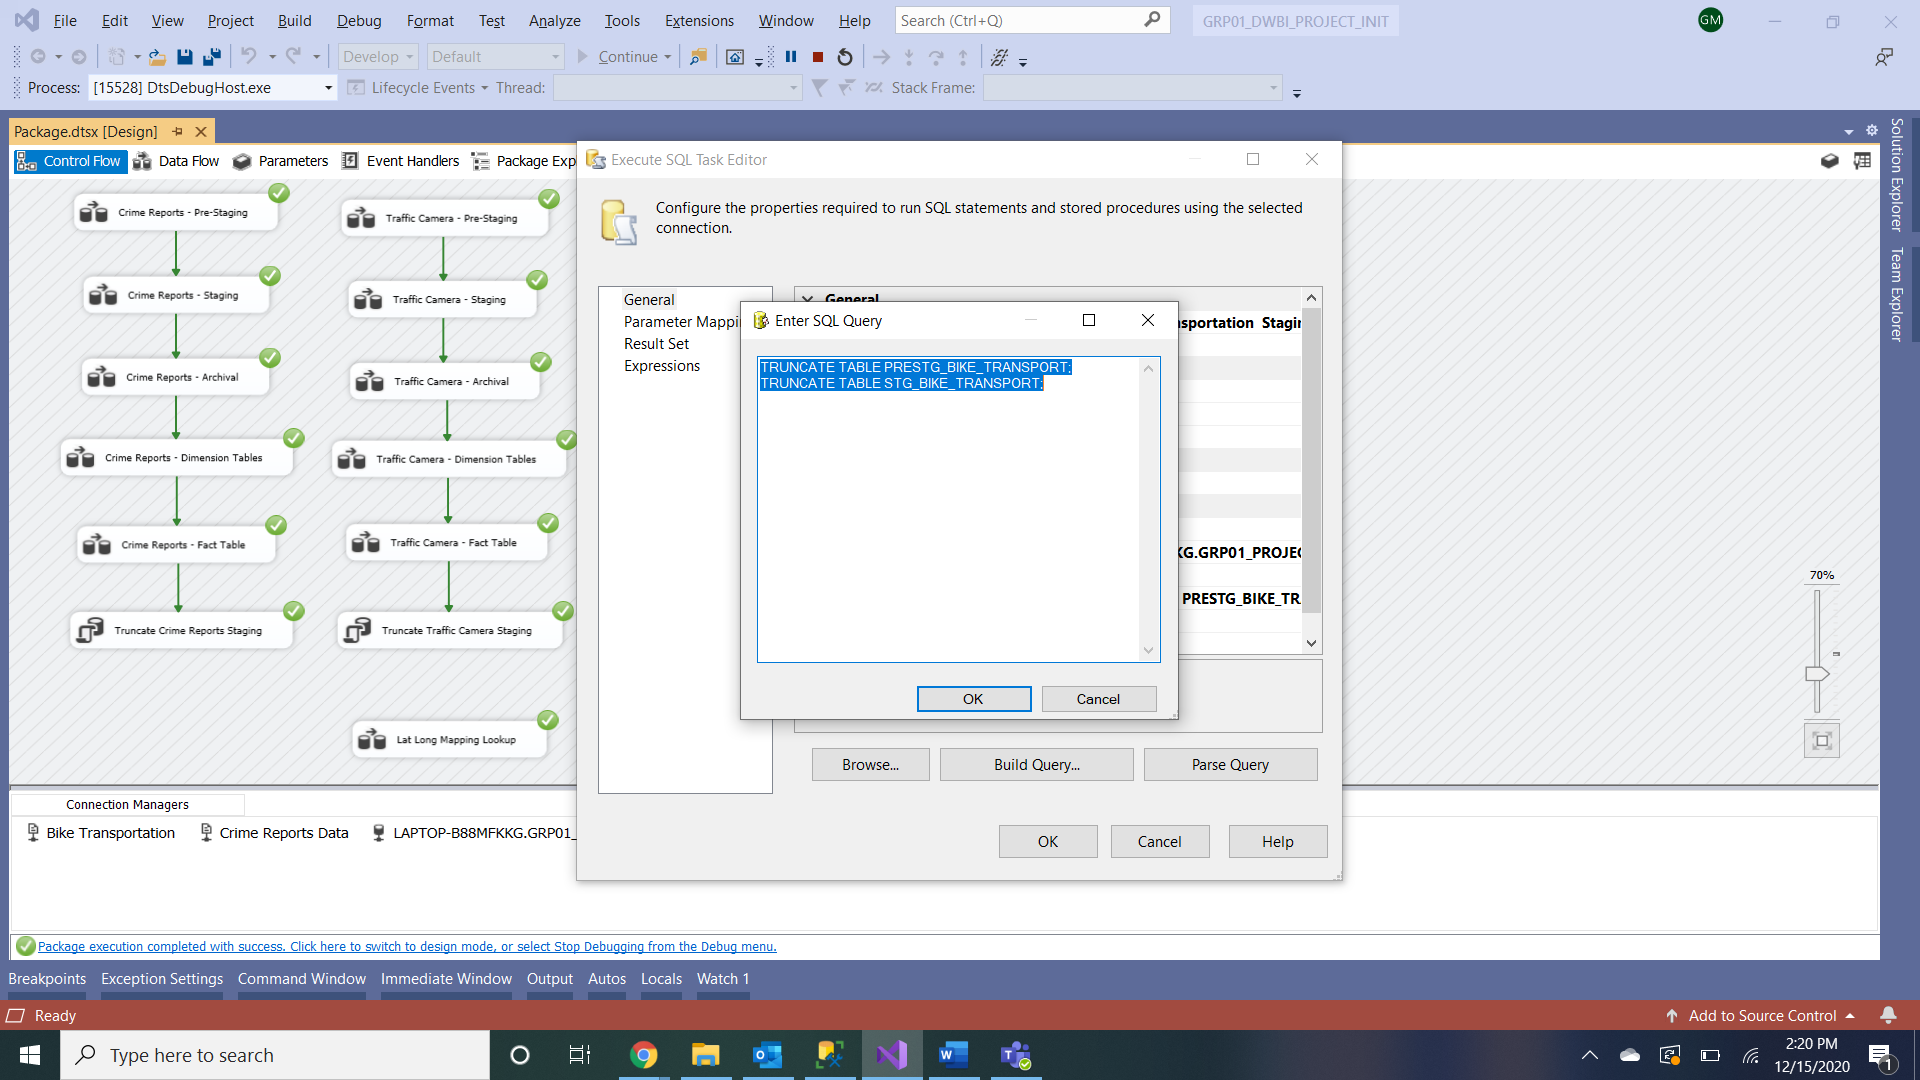 File Edit View Project Build Debug Format Test Analyze Tools Extensions Window Help Search (Ctrl+Q) GRP01_DWBI_PROJECT_INIT GM
Develop Default Continue
Process: [15528] DtsDebugHost.exe Lifecycle Events Thread: Stack Frame:
Package.dtsx [Design]
Control Flow Data Flow Parameters Event Handlers Package Exp
Solution Explorer
Team Explorer
Crime Reports - Pre-Staging
Crime Reports - Staging
Crime Reports - Archival
Crime Reports - Dimension Tables
Crime Reports - Fact Table
Truncate Crime Reports Staging
Traffic Camera - Pre-Staging
Traffic Camera - Staging
Traffic Camera - Archival
Traffic Camera - Dimension Tables
Traffic Camera - Fact Table
Truncate Traffic Camera Staging
Lat Long Mapping Lookup
Execute SQL Task Editor
Configure the properties required to run SQL statements and stored procedures using the selected
connection.
General
Parameter Mappi
Result Set
Expressions
General
nsportation Stagin
KG.GRP01_PROJEC
PRESTG_BIKE_TR
Enter SQL Query
TRUNCATE TABLE PRESTG_BIKE_TRANSPORT;
TRUNCATE TABLE STG_BIKE_TRANSPORT;
OK Cancel
Browse... Build Query... Parse Query
OK Cancel Help
70%
Connection Managers
Bike Transportation Crime Reports Data LAPTOP-B88MFKKG.GRP01_
Package execution completed with success. Click here to switch to design mode, or select Stop Debugging from the Debug menu.
Breakpoints Exception Settings Command Window Immediate Window Output Autos Locals Watch 1
Ready Add to Source Control
Type here to search
2:20 PM
12/15/2020
1